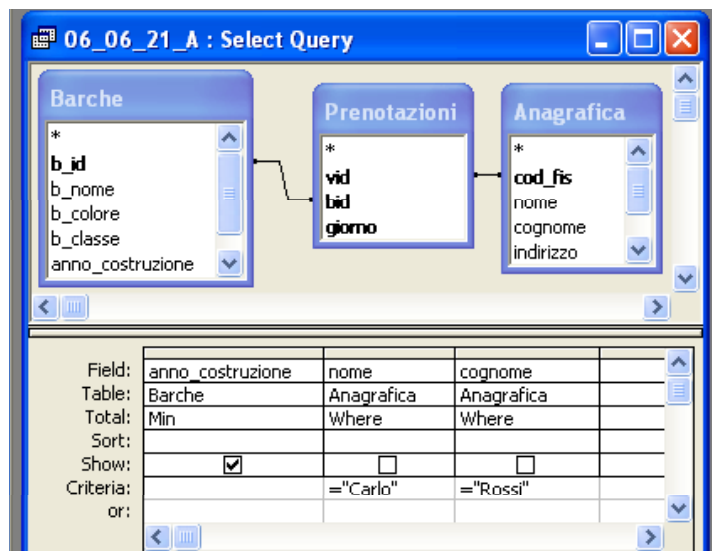 06_06_21_A : Select Query
Barche
*
b_id
b_nome
b_colore
b_classe
anno_costruzione
Prenotazioni
*
vid
bid
giorno
Anagrafica
*
cod_fis
nome
cognome
indirizzo
Field: anno_costruzione nome cognome
Table: Barche Anagrafica Anagrafica
Total: Min Where Where
Sort:
Show:
Criteria: ="Carlo" ="Rossi"
or: